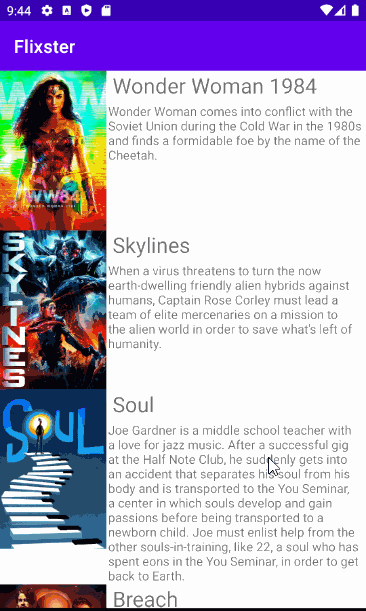 9:44
Flixster
Wonder Woman 1984
Wonder Woman comes into conflict with the
Soviet Union during the Cold War in the 1980s
and finds a formidable foe by the name of the
Cheetah.
WW84
Skylines
When a virus threatens to turn the now
earth-dwelling friendly alien hybrids against
humans, Captain Rose Corley must lead a
team of elite mercenaries on a mission to
the alien world in order to save what's left of
humanity.
SKYLINES
Soul
SOUL
Joe Gardner is a middle school teacher with
a love for jazz music. After a successful gig
at the Half Note Club, he suddenly gets into
an accident that separates his soul from his
body and is transported to the You Seminar,
a center in which souls develop and gain
passions before being transported to a
newborn child. Joe must enlist help from the
other souls-in-training, like 22, a soul who has
spent eons in the You Seminar, in order to get
back to Earth.
Breach